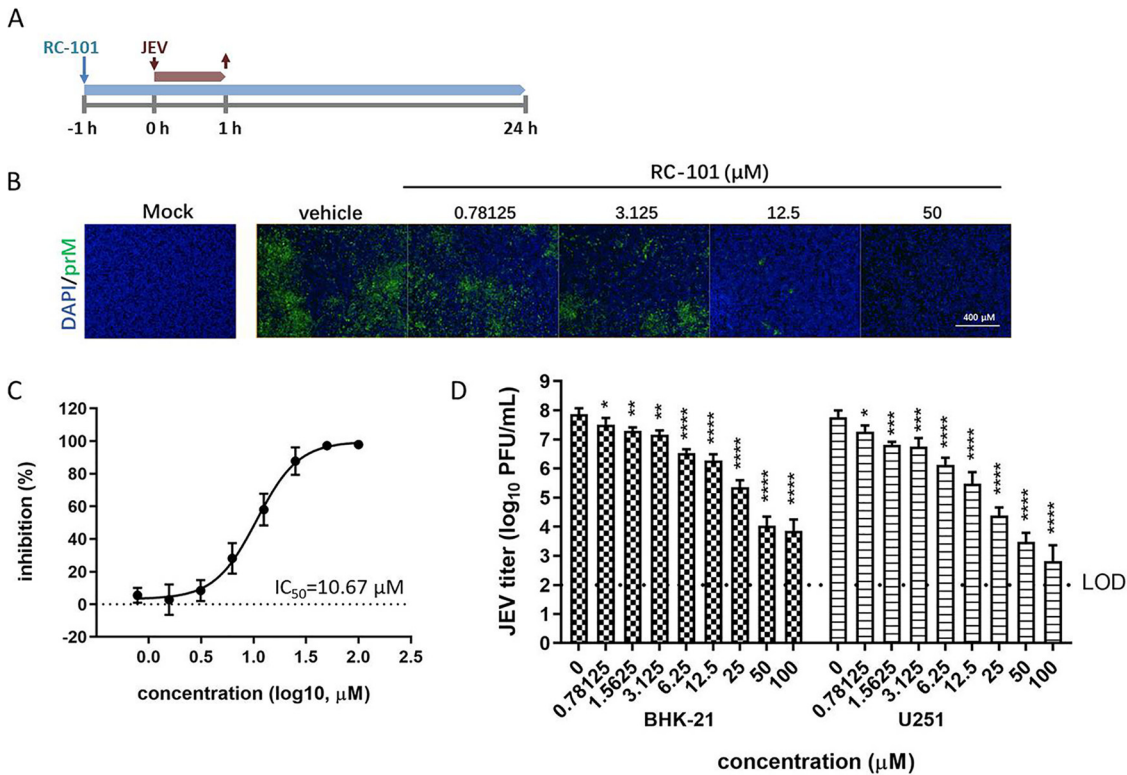 A
RC-101
JEV
-1 h
0 h
1 h
24 h
B
RC-101 (μM)
Mock
vehicle
0.78125
3.125
12.5
50
DAPI/prM
400 μM
C
inhibition (%)
120
100
80
60
40
20
0
-20
IC50=10.67 μM
0.0
0.5
1.0
1.5
2.0
2.5
concentration (log10, μM)
D
JEV titer (log10 PFU/mL)
9
8
7
6
5
4
3
2
1
0
*
**
**
****
****
****
****
****
*
***
***
****
****
****
****
****
LOD
0
0.78125
1.5625
3.125
6.25
12.5
25
50
100
0
0.78125
1.5625
3.125
6.25
12.5
25
50
100
BHK-21
U251
concentration (μM)